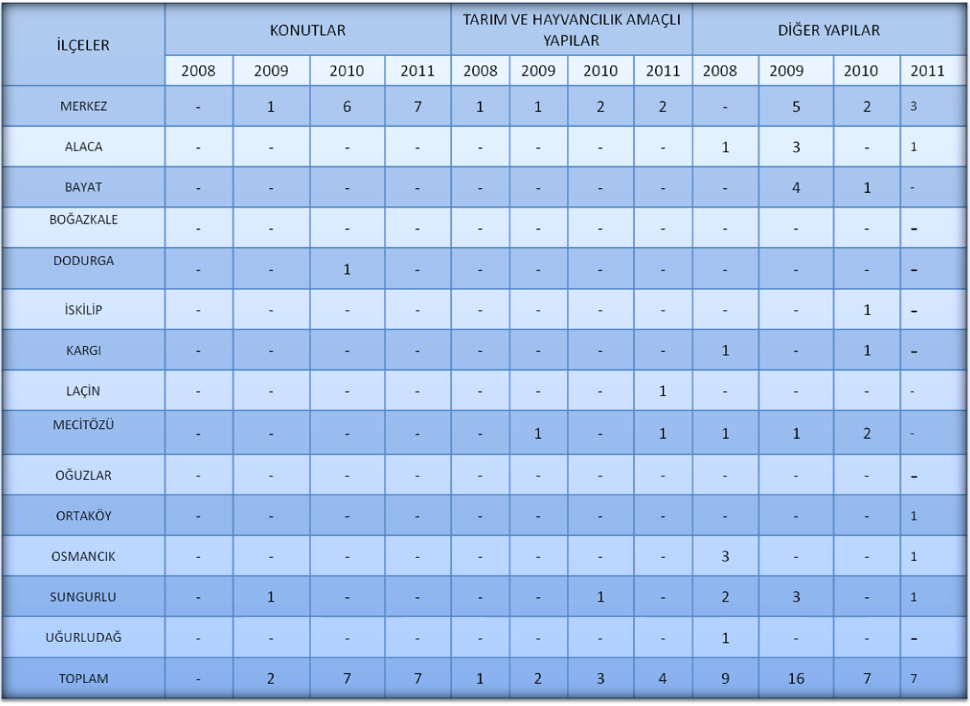 İLÇELER KONUTLAR TARIM VE HAYVANCILIK AMAÇLI YAPILAR DİĞER YAPILAR
2008 2009 2010 2011 2008 2009 2010 2011 2008 2009 2010 2011
MERKEZ - 1 6 7 1 1 2 2 - 5 2 3
ALACA - - - - - - - - 1 3 - 1
BAYAT - - - - - - - - - 4 1 -
BOĞAZKALE - - - - - - - - - - - -
DODURGA - - 1 - - - - - - - - -
İSKİLİP - - - - - - - - - - 1 -
KARGI - - - - - - - - 1 - 1 -
LAÇİN - - - - - - - 1 - - - -
MECİTÖZÜ - - - - - 1 - 1 1 1 2 -
OĞUZLAR - - - - - - - - - - - -
ORTAKÖY - - - - - - - - - - - 1
OSMANCIK - - - - - - - - 3 - - 1
SUNGURLU - 1 - - - - 1 - 2 3 - 1
UĞURLUDAĞ - - - - - - - - 1 - - -
TOPLAM - 2 7 7 1 2 3 4 9 16 7 7